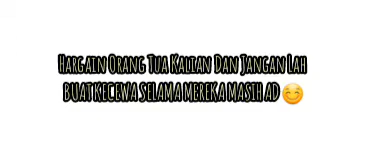 Hargain Orang Tua Kalian Dan Jangan Lah
BUAT KECEWA SELAMA MEREKA MASIH AD 😊